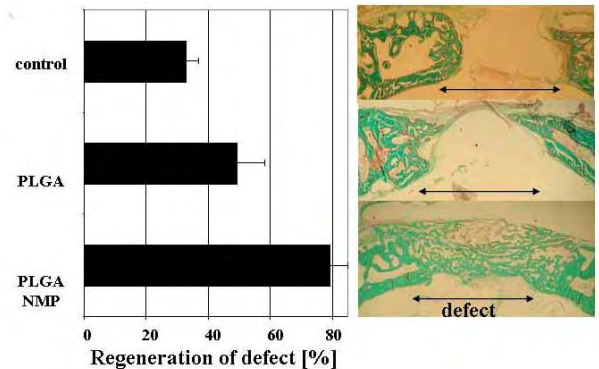 control
PLGA
PLGA
NMP
0 20 40 60 80
Regeneration of defect [%]
defect